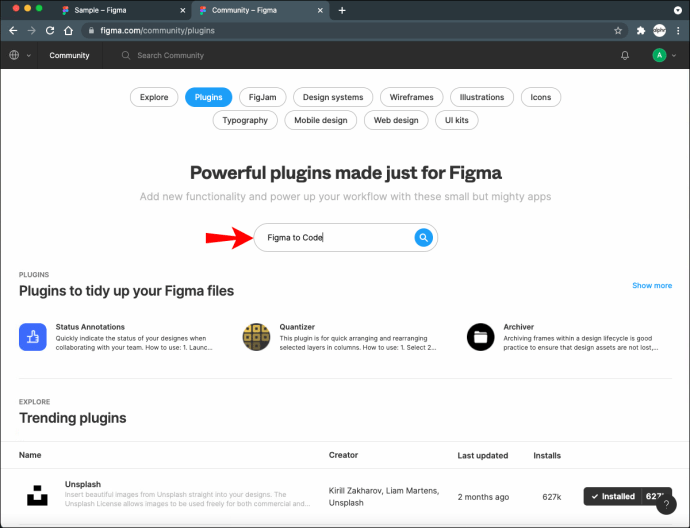 Sample – Figma
Community – Figma
figma.com/community/plugins
alphr
Community
Search Community
A
Explore
Plugins
FigJam
Design systems
Wireframes
Illustrations
Icons
Typography
Mobile design
Web design
UI kits
Powerful plugins made just for Figma
Add new functionality and power up your workflow with these small but mighty apps
Figma to Code
PLUGINS
Plugins to tidy up your Figma files
Show more
Status Annotations
Quickly indicate the status of your designes when
collaborating with your team. How to use: 1. Launc...
Quantizer
This plugin is for quick arranging and rearranging
selected layers in columns. How to use: 1. Select 2...
Archiver
Archiving frames within a design lifecycle is good
practice to ensure that design assets are not lost,...
EXPLORE
Trending plugins
Name
Creator
Last updated
Installs
Unsplash
Insert beautiful images from Unsplash straight into your designs. The
Unsplash License allows images to be used freely for both commercial and...
Kirill Zakharov, Liam Martens,
Unsplash
2 months ago
627k
Installed
627k
?